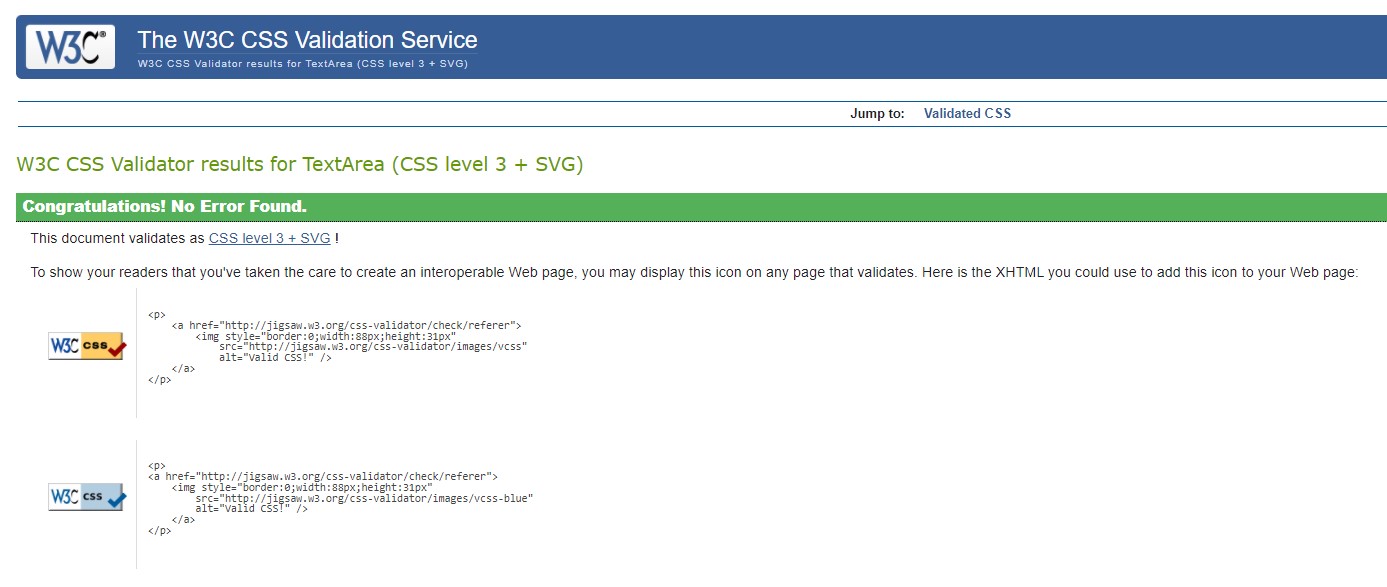 W3C® The W3C CSS Validation Service
W3C CSS Validator results for TextArea (CSS level 3 + SVG)
Jump to: Validated CSS
W3C CSS Validator results for TextArea (CSS level 3 + SVG)
Congratulations! No Error Found.
This document validates as CSS level 3 + SVG !
To show your readers that you've taken the care to create an interoperable Web page, you may display this icon on any page that validates. Here is the XHTML you could use to add this icon to your Web page:
W3C css
<p>
<a href="http://jigsaw.w3.org/css-validator/check/referer">
<img style="border:0;width:88px;height:31px"
src="http://jigsaw.w3.org/css-validator/images/vcss"
alt="Valid CSS!" />
</a>
</p>
W3C css
<p>
<a href="http://jigsaw.w3.org/css-validator/check/referer">
<img style="border:0;width:88px;height:31px"
src="http://jigsaw.w3.org/css-validator/images/vcss-blue"
alt="Valid CSS!" />
</a>
</p>